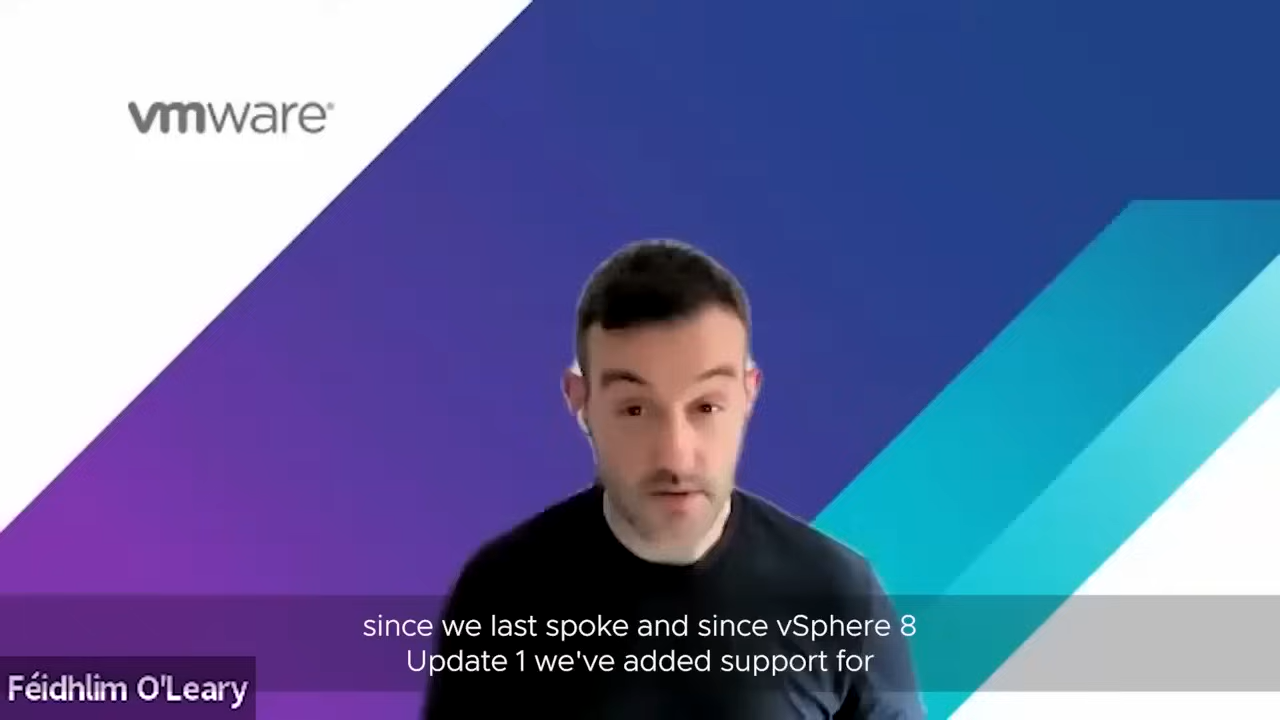 vmware®
since we last spoke and since vSphere 8
Update 1 we've added support for
Féidhlim O'Leary